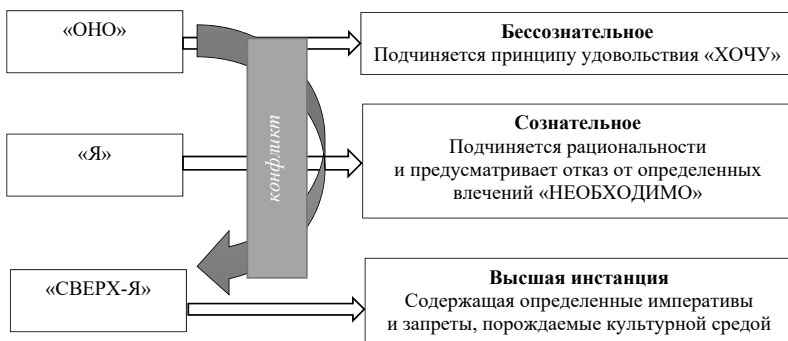 «ОНО»
Бессознательное
Подчиняется принципу удовольствия «ХОЧУ»
«Я»
конфликт
Сознательное
Подчиняется рациональности
и предусматривает отказ от определенных
влечений «НЕОБХОДИМО»
«СВЕРХ-Я»
Высшая инстанция
Содержащая определенные императивы
и запреты, порождаемые культурной средой